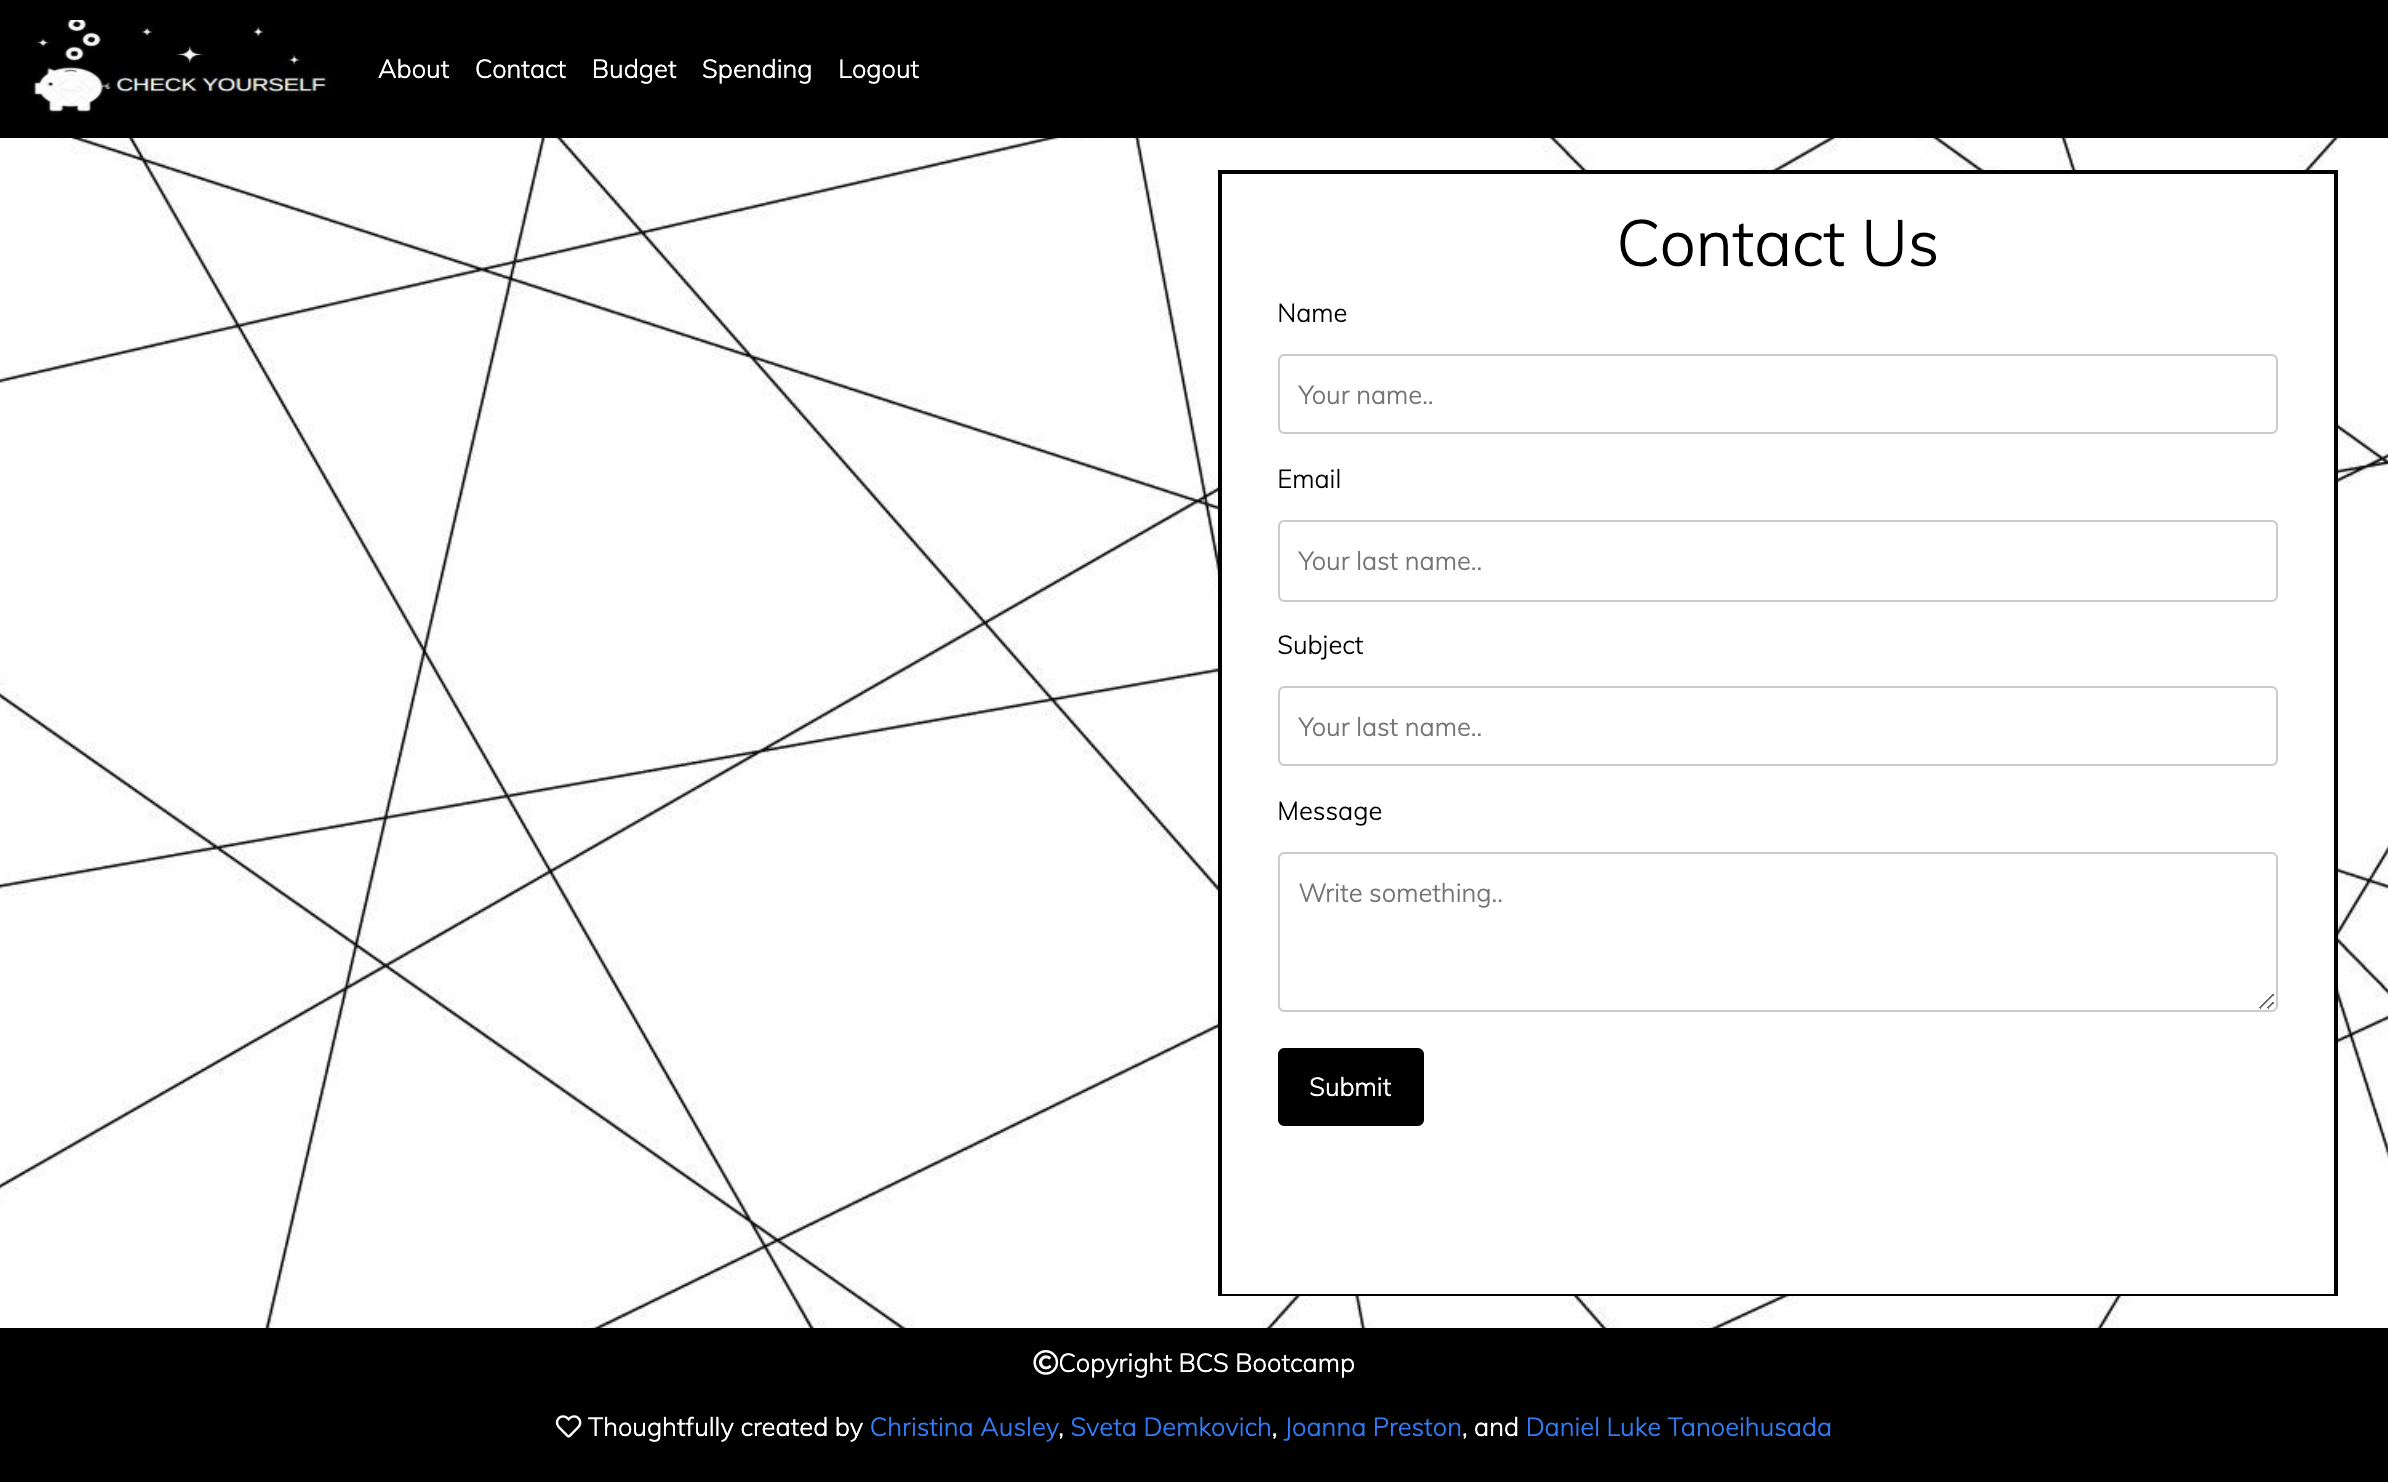 CHECK YOURSELF
About Contact Budget Spending Logout
Contact Us
Name
Your name..
Email
Your last name..
Subject
Your last name..
Message
Write something..
Submit
©Copyright BCS Bootcamp
Thoughtfully created by Christina Ausley, Sveta Demkovich, Joanna Preston, and Daniel Luke Tanoeihusada